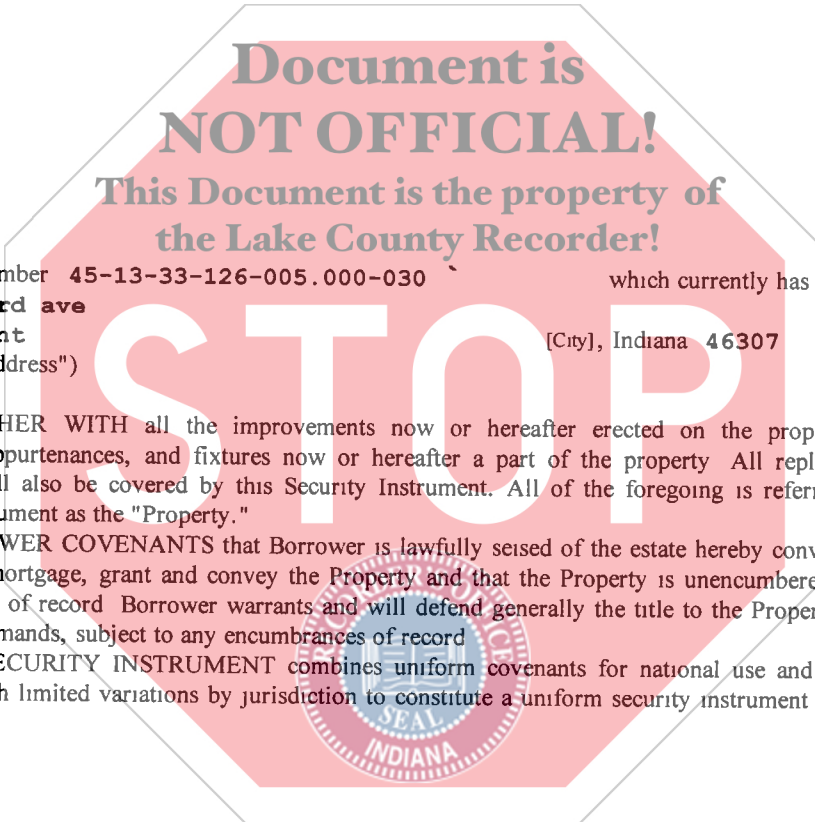 Document is
NOT OFFICIAL!
This Document is the property of
the Lake County Recorder!
mber 45-13-33-126-005.000-030 ` which currently has
rd ave
nt [City], Indiana 46307
ddress")
STOP
HER WITH all the improvements now or hereafter erected on the prop
ppurtenances, and fixtures now or hereafter a part of the property All repl
ll also be covered by this Security Instrument. All of the foregoing is referr
ument as the "Property."
WER COVENANTS that Borrower is lawfully seised of the estate hereby conv
nortgage, grant and convey the Property and that the Property is unencumbere
of record Borrower warrants and will defend generally the title to the Proper
mands, subject to any encumbrances of record
ECURITY INSTRUMENT combines uniform covenants for national use and
h limited variations by jurisdiction to constitute a uniform security instrument
RECORDER'S OFFICE
SEAL
INDIANA